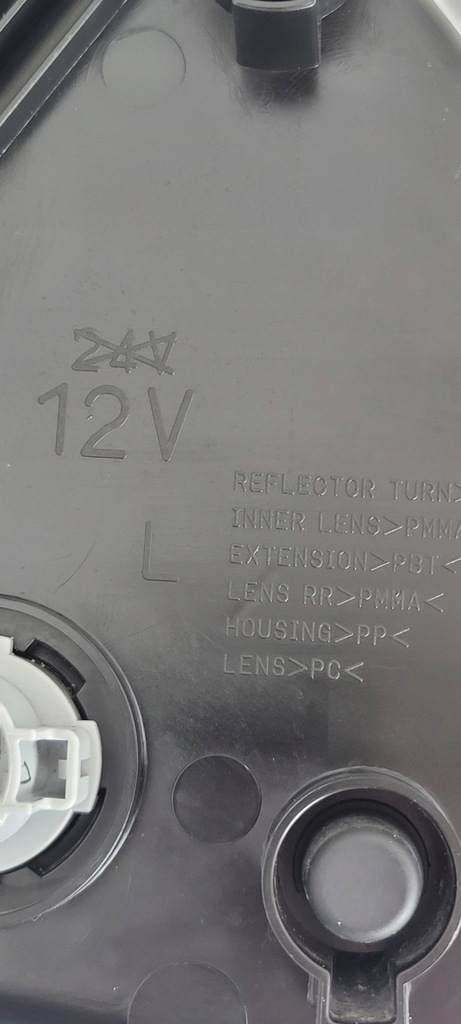 24V
12V
L
REFLECTOR TURN>
INNER LENS>PMMA
EXTENSION>PBT<
LENS RR>PMMA<
HOUSING>PP<
LENS>PC<